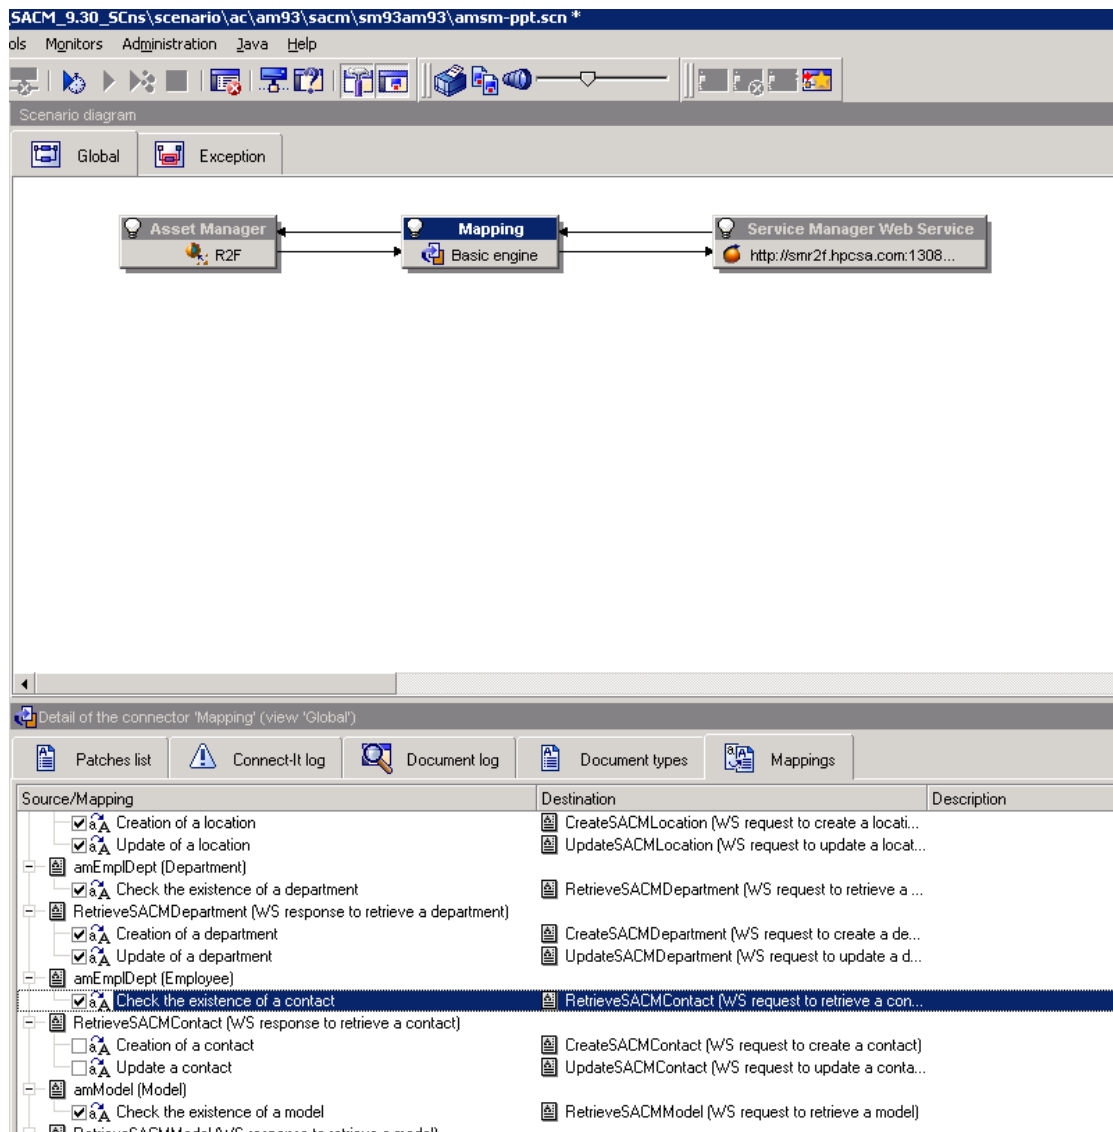 SACM_9.30_SCns\scenario\ac\am93\sacm\sm93am93\amsm-ppt.scn *
ols Monitors Administration Java Help
Scenario diagram
Global Exception
Asset Manager Mapping Service Manager Web Service
R2F Basic engine http://smr2f.hpcsa.com:1308...
Detail of the connector 'Mapping' (view 'Global')
Patches list Connect-It log Document log Document types Mappings
Source/Mapping Destination Description
Creation of a location CreateSACMLocation (WS request to create a locati...
Update of a location UpdateSACMLocation (WS request to update a locat...
amEmplDept (Department)
Check the existence of a department RetrieveSACMDepartment (WS request to retrieve a ...
RetrieveSACMDepartment (WS response to retrieve a department)
Creation of a department CreateSACMDepartment (WS request to create a de...
Update of a department UpdateSACMDepartment (WS request to update a d...
amEmplDept (Employee)
Check the existence of a contact RetrieveSACMContact (WS request to retrieve a con...
RetrieveSACMContact (WS response to retrieve a contact)
Creation of a contact CreateSACMContact (WS request to create a contact)
Update a contact UpdateSACMContact (WS request to update a conta...
amModel (Model)
Check the existence of a model RetrieveSACMModel (WS request to retrieve a model)
RetrieveSACMModel (WS response to retrieve a model)